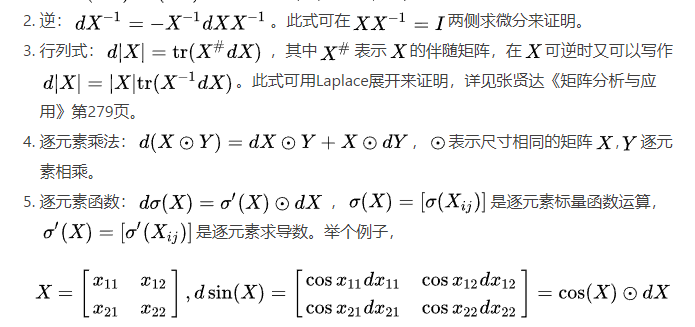 2. 逆：$dX^{-1} = -X^{-1}dXX^{-1}$ 。此式可在 $XX^{-1} = I$ 两侧求微分来证明。
3. 行列式：$d|X| = \text{tr}(X^{\#}dX)$ ，其中 $X^{\#}$ 表示 $X$ 的伴随矩阵，在 $X$ 可逆时又可以写作
$d|X| = |X|\text{tr}(X^{-1}dX)$。此式可用Laplace展开来证明，详见张贤达《矩阵分析与应
用》第279页。
4. 逐元素乘法：$d(X \odot Y) = dX \odot Y + X \odot dY$ ，$\odot$ 表示尺寸相同的矩阵 $X,Y$ 逐元
素相乘。
5. 逐元素函数：$d\sigma(X) = \sigma'(X) \odot dX$ ，$\sigma(X) = [\sigma(X_{ij})]$ 是逐元素标量函数运算，
$\sigma'(X) = [\sigma'(X_{ij})]$ 是逐元素求导数。举个例子，
$X = \begin{bmatrix} x_{11} & x_{12} \\ x_{21} & x_{22} \end{bmatrix}, d\sin(X) = \begin{bmatrix} \cos x_{11}dx_{11} & \cos x_{12}dx_{12} \\ \cos x_{21}dx_{21} & \cos x_{22}dx_{22} \end{bmatrix} = \cos(X) \odot dX$